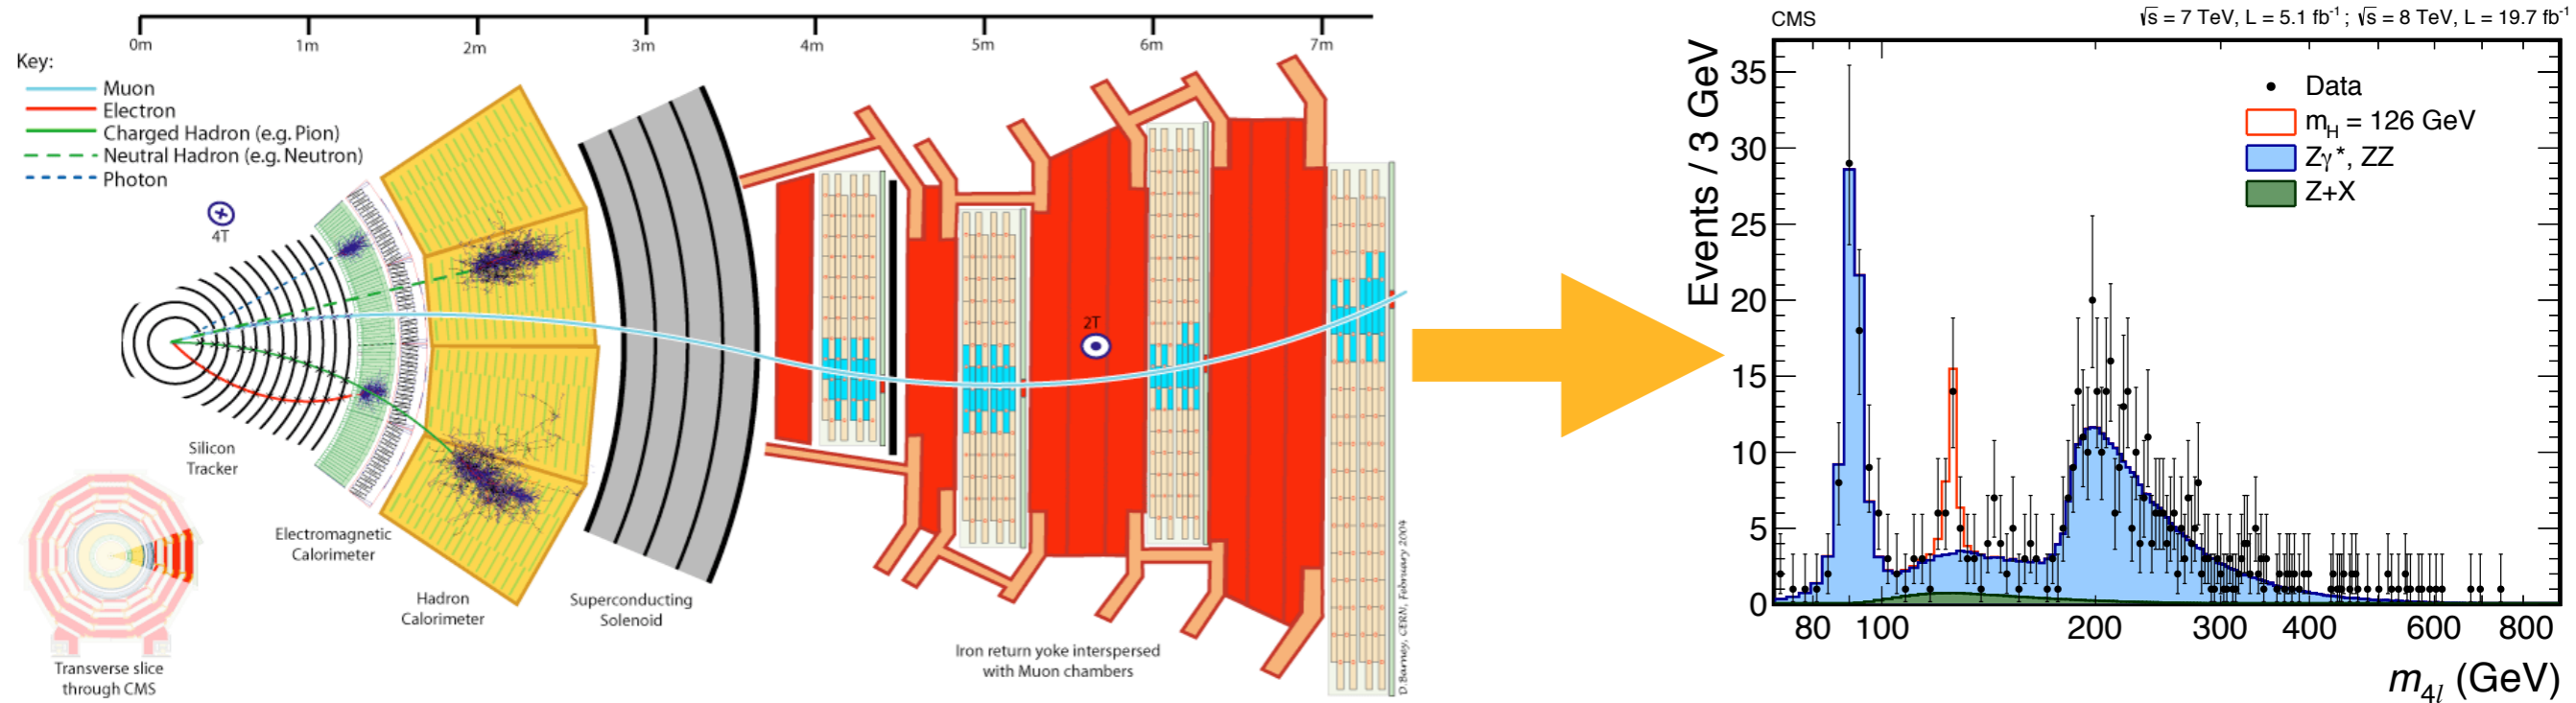 0m 1m 2m 3m 4m 5m 6m 7m
Key:
Muon
Electron
Charged Hadron (e.g. Pion)
Neutral Hadron (e.g. Neutron)
Photon
4T
2T
Silicon
Tracker
Electromagnetic
Calorimeter
Hadron
Calorimeter
Superconducting
Solenoid
Iron return yoke interspersed
with Muon chambers
Transverse slice
through CMS
D.Barney, CERN, February 2004
CMS √s = 7 TeV, L = 5.1 fb⁻¹ ; √s = 8 TeV, L = 19.7 fb⁻¹
Events / 3 GeV
35
30
25
20
15
10
5
0
Data
m_H = 126 GeV
Zγ*, ZZ
Z+X
80 100 200 300 400 600 800
m_4l (GeV)